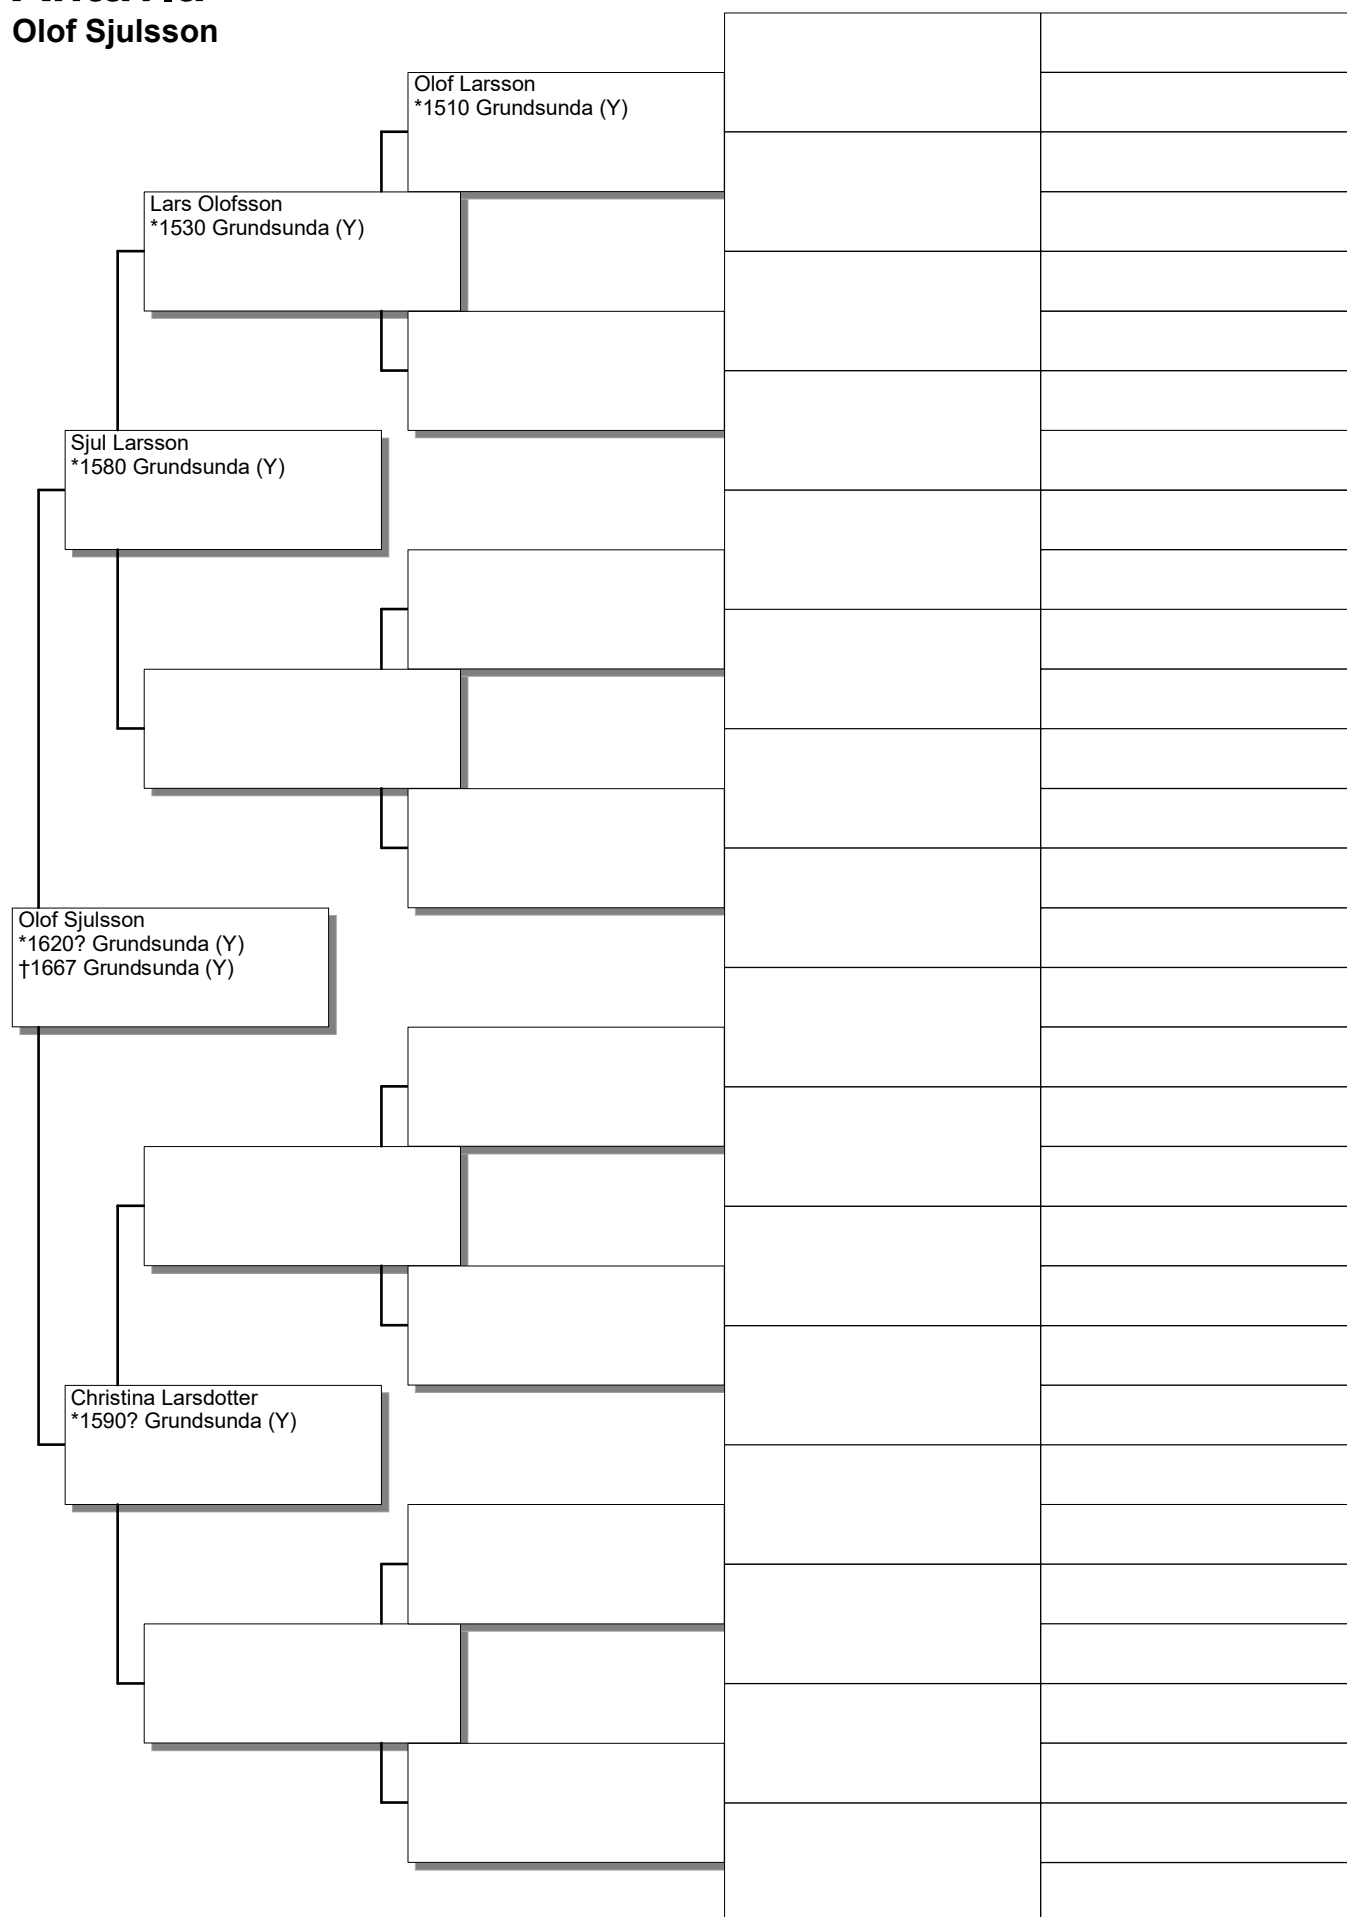 Olof Sjulsson
Olof Larsson
*1510 Grundsunda (Y)
Lars Olofsson
*1530 Grundsunda (Y)
Sjul Larsson
*1580 Grundsunda (Y)
Olof Sjulsson
*1620? Grundsunda (Y)
†1667 Grundsunda (Y)
Christina Larsdotter
*1590? Grundsunda (Y)